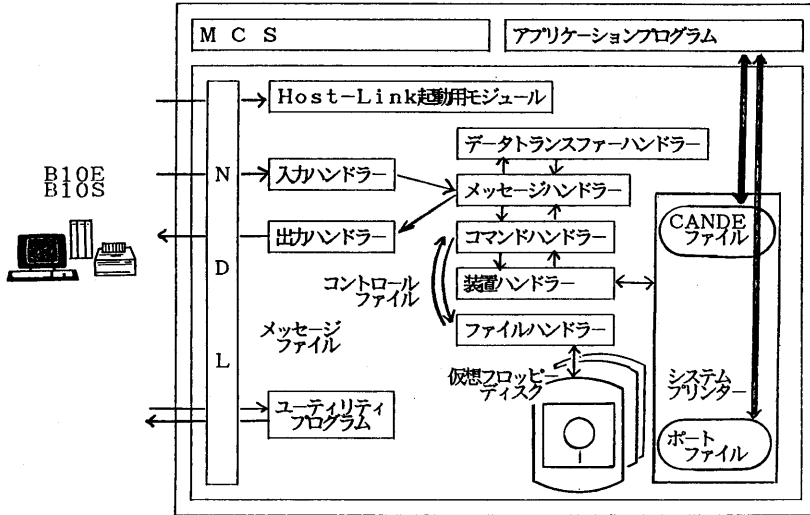 MCS
アプリケーションプログラム
Host-Link起動用モジュール
データトランスファーハンドラー
B10E
B10S
N
D
L
入力ハンドラー
メッセージハンドラー
出力ハンドラー
コマンドハンドラー
CANDE
ファイル
コントロール
ファイル
装置ハンドラー
メッセージ
ファイル
ファイルハンドラー
仮想フロッピー
ディスク
システム
プリンター
ユーティリティ
プログラム
ポート
ファイル